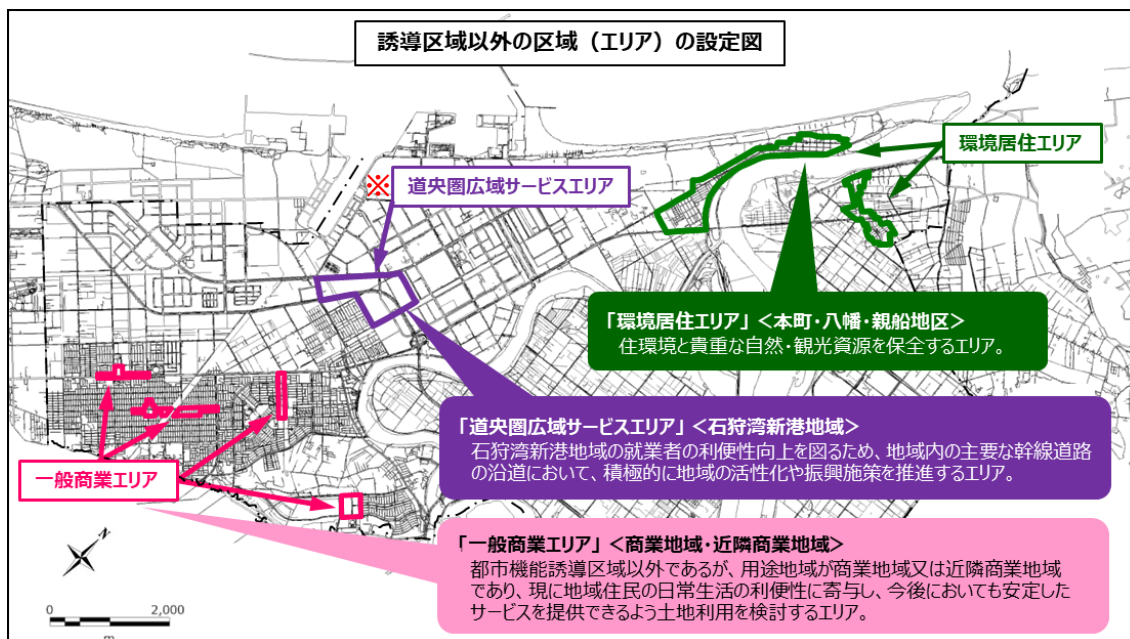 誘導区域以外の区域（エリア）の設定図
環境居住エリア
※
道央圏広域サービスエリア
「環境居住エリア」＜本町・八幡・親船地区＞
住環境と貴重な自然・観光資源を保全するエリア。
「道央圏広域サービスエリア」＜石狩湾新港地域＞
石狩湾新港地域の就業者の利便性向上を図るため、地域内の主要な幹線道路
の沿道において、積極的に地域の活性化や振興施策を推進するエリア。
一般商業エリア
「一般商業エリア」＜商業地域・近隣商業地域＞
都市機能誘導区域以外であるが、用途地域が商業地域又は近隣商業地域
であり、現に地域住民の日常生活の利便性に寄与し、今後においても安定した
サービスを提供できるよう土地利用を検討するエリア。
N
0 2,000
m